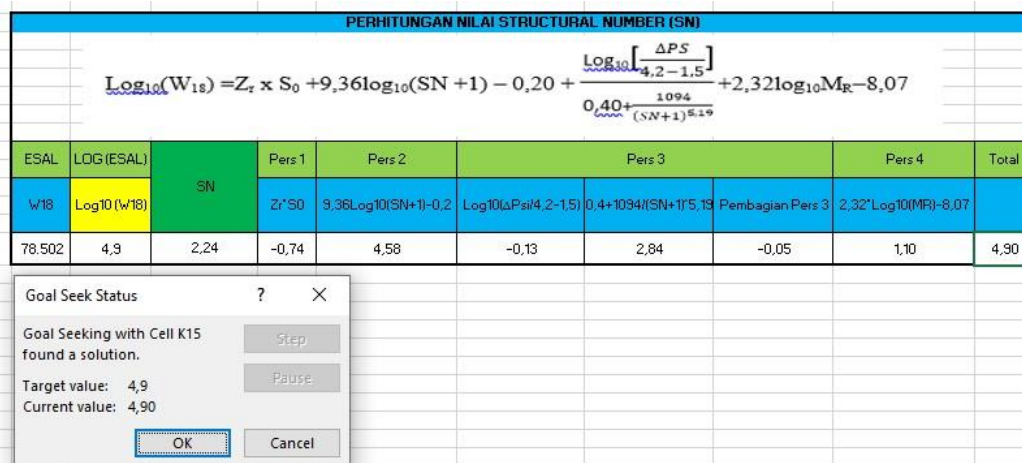 PERHITUNGAN NILAI STRUCTURAL NUMBER (SN)
Log₁₀(W₁₈) =Zᵣ x S₀ +9,36log₁₀(SN +1) – 0,20 + Log₁₀[ΔPS/4,2−1,5] / 0,40+1094/(SN+1)^5,19 +2,32log₁₀M_R–8,07
ESAL LOG (ESAL) SN Pers 1 Pers 2 Pers 3 Pers 4 Total
W18 Log10 (W18) Zr*S0 9,36Log10(SN+1)-0,2 Log10(ΔPsi/4,2-1,5) 0,4+1094/(SN+1)^5,19 Pembagian Pers 3 2,32*Log10(MR)-8,07
78.502 4,9 2,24 -0,74 4,58 -0,13 2,84 -0,05 1,10 4,90
Goal Seek Status ? ×
Goal Seeking with Cell K15
found a solution.
Step
Target value: 4,9
Pause
Current value: 4,90
OK Cancel